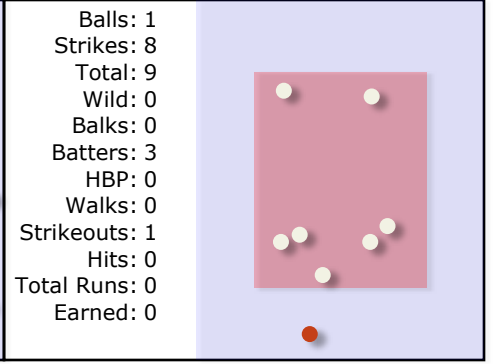 Balls: 1
Strikes: 8
Total: 9
Wild: 0
Balks: 0
Batters: 3
HBP: 0
Walks: 0
Strikeouts: 1
Hits: 0
Total Runs: 0
Earned: 0